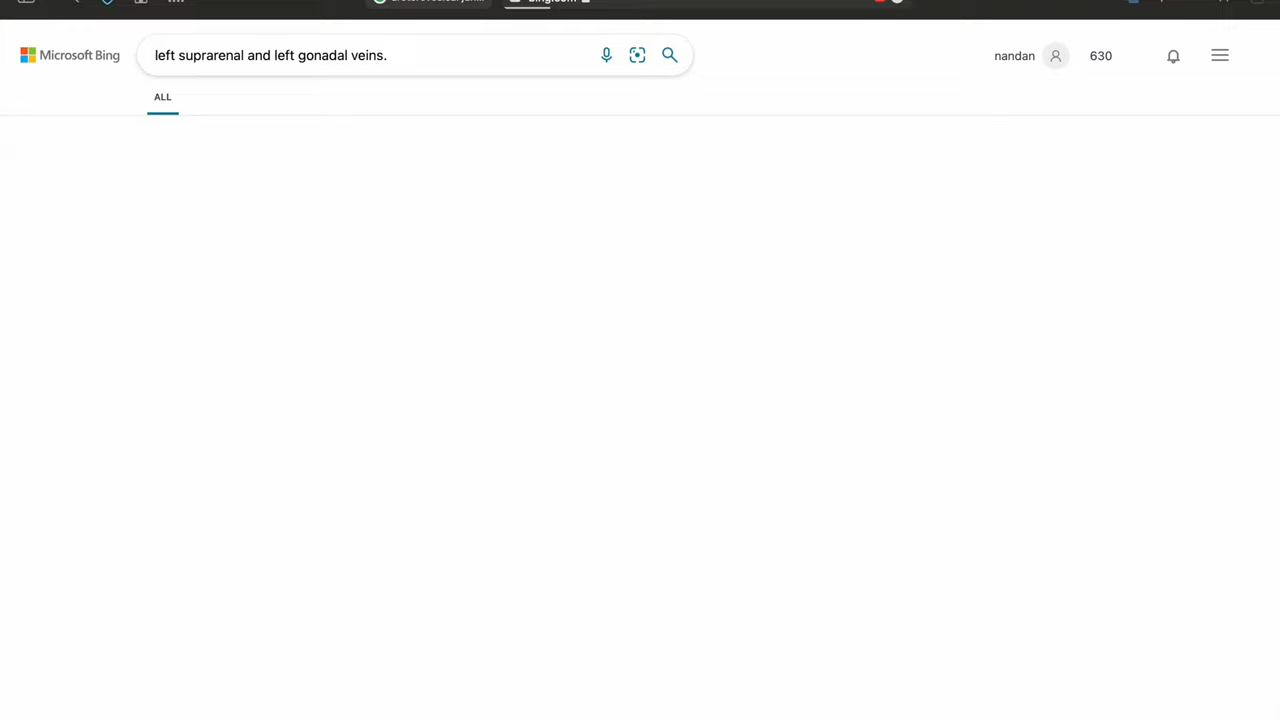 Microsoft Bing
left suprarenal and left gonadal veins.
nandan
630
ALL